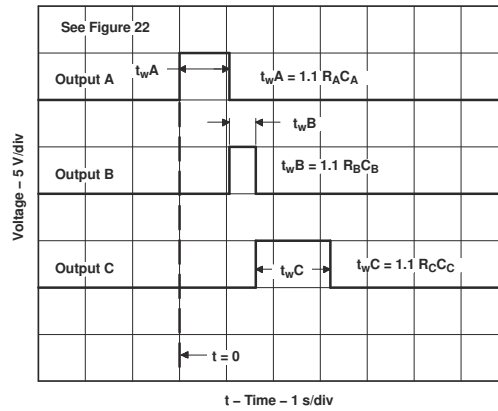 See Figure 22
Output A
twA
twA = 1.1 RACA
twB
Output B
twB = 1.1 RBCB
Output C
twC
twC = 1.1 RCCC
t = 0
Voltage – 5 V/div
t – Time – 1 s/div